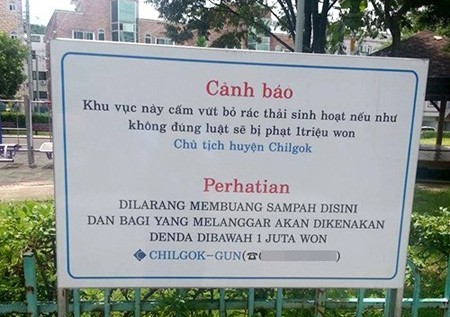 Cảnh báo
Khu vục này cấm vứt bỏ rác thải sinh hoạt nếu như
không đúng luật sẽ bị phạt 1triệu won
Chủ tịch huyện Chilgok
Perhatian
DILARANG MEMBUANG SAMPAH DISINI
DAN BAGI YANG MELANGGAR AKAN DIKENAKAN
DENDA DIBAWAH 1 JUTA WON
CHILGOK-GUN(☎( )